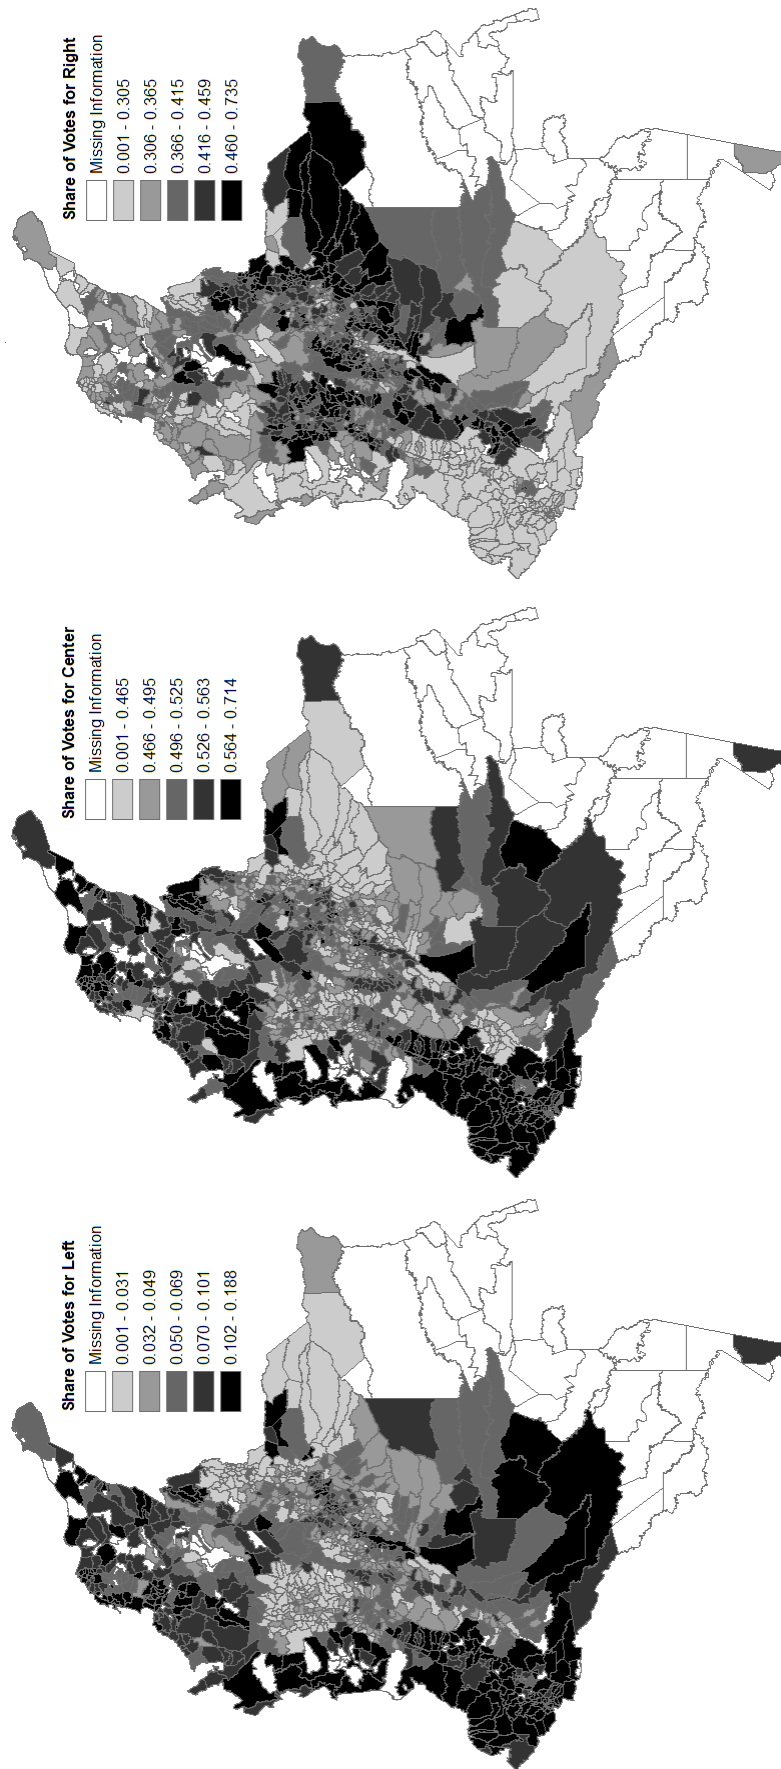 Share of Votes for Left
Missing Information
0.001 - 0.031
0.032 - 0.049
0.050 - 0.069
0.070 - 0.101
0.102 - 0.188
Share of Votes for Center
Missing Information
0.001 - 0.465
0.466 - 0.495
0.496 - 0.525
0.526 - 0.563
0.564 - 0.714
Share of Votes for Right
Missing Information
0.001 - 0.305
0.306 - 0.365
0.366 - 0.415
0.416 - 0.459
0.460 - 0.735